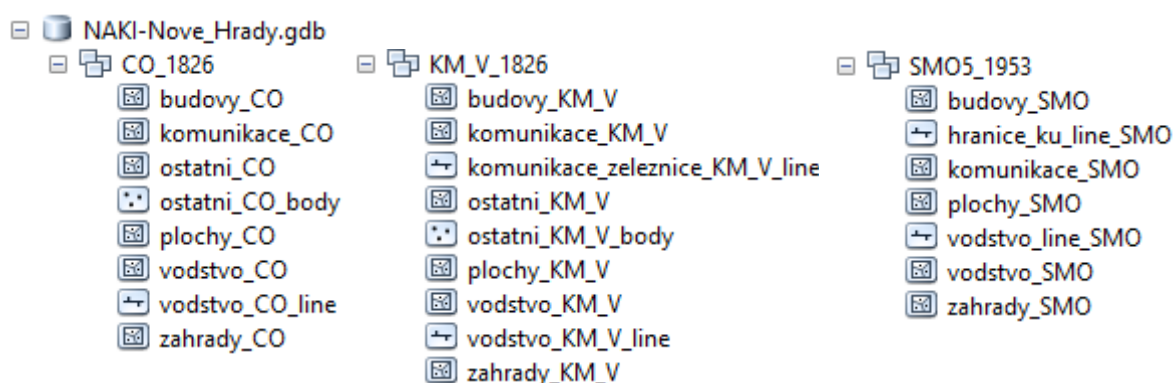 NAKI-Nove_Hrady.gdb
CO_1826
budovy_CO
komunikace_CO
ostatni_CO
ostatni_CO_body
plochy_CO
vodstvo_CO
vodstvo_CO_line
zahrady_CO
KM_V_1826
budovy_KM_V
komunikace_KM_V
komunikace_zeleznice_KM_V_line
ostatni_KM_V
ostatni_KM_V_body
plochy_KM_V
vodstvo_KM_V
vodstvo_KM_V_line
zahrady_KM_V
SMO5_1953
budovy_SMO
hranice_ku_line_SMO
komunikace_SMO
plochy_SMO
vodstvo_line_SMO
vodstvo_SMO
zahrady_SMO